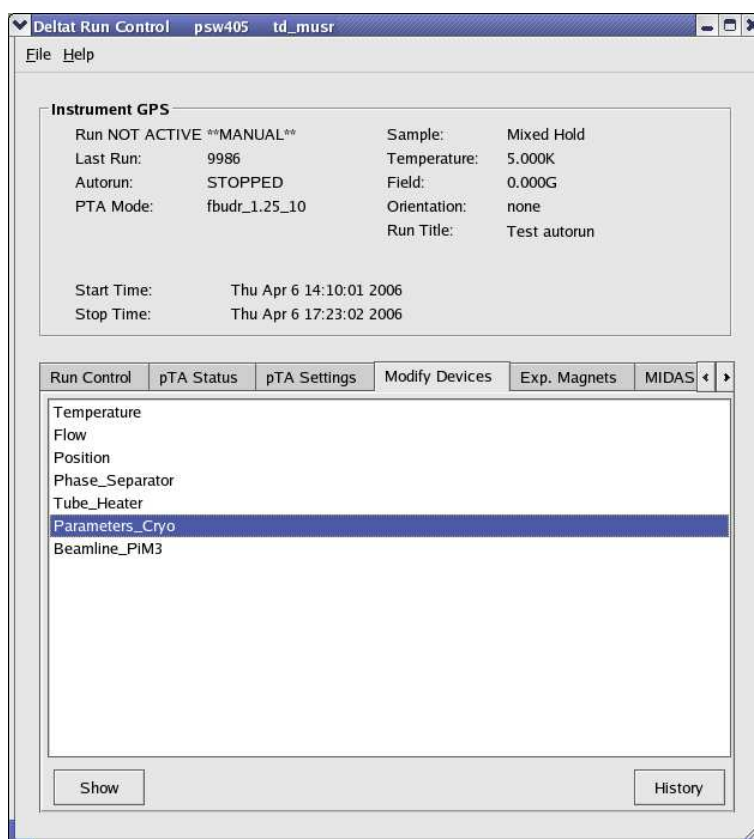 Deltat Run Control psw405 td_musr
File Help
Instrument GPS
Run NOT ACTIVE **MANUAL** Sample: Mixed Hold
Last Run: 9986 Temperature: 5.000K
Autorun: STOPPED Field: 0.000G
PTA Mode: fbudr_1.25_10 Orientation: none
Run Title: Test autorun
Start Time: Thu Apr 6 14:10:01 2006
Stop Time: Thu Apr 6 17:23:02 2006
Run Control pTA Status pTA Settings Modify Devices Exp. Magnets MIDAS
Temperature
Flow
Position
Phase_Separator
Tube_Heater
Parameters_Cryo
Beamline_PiM3
Show History